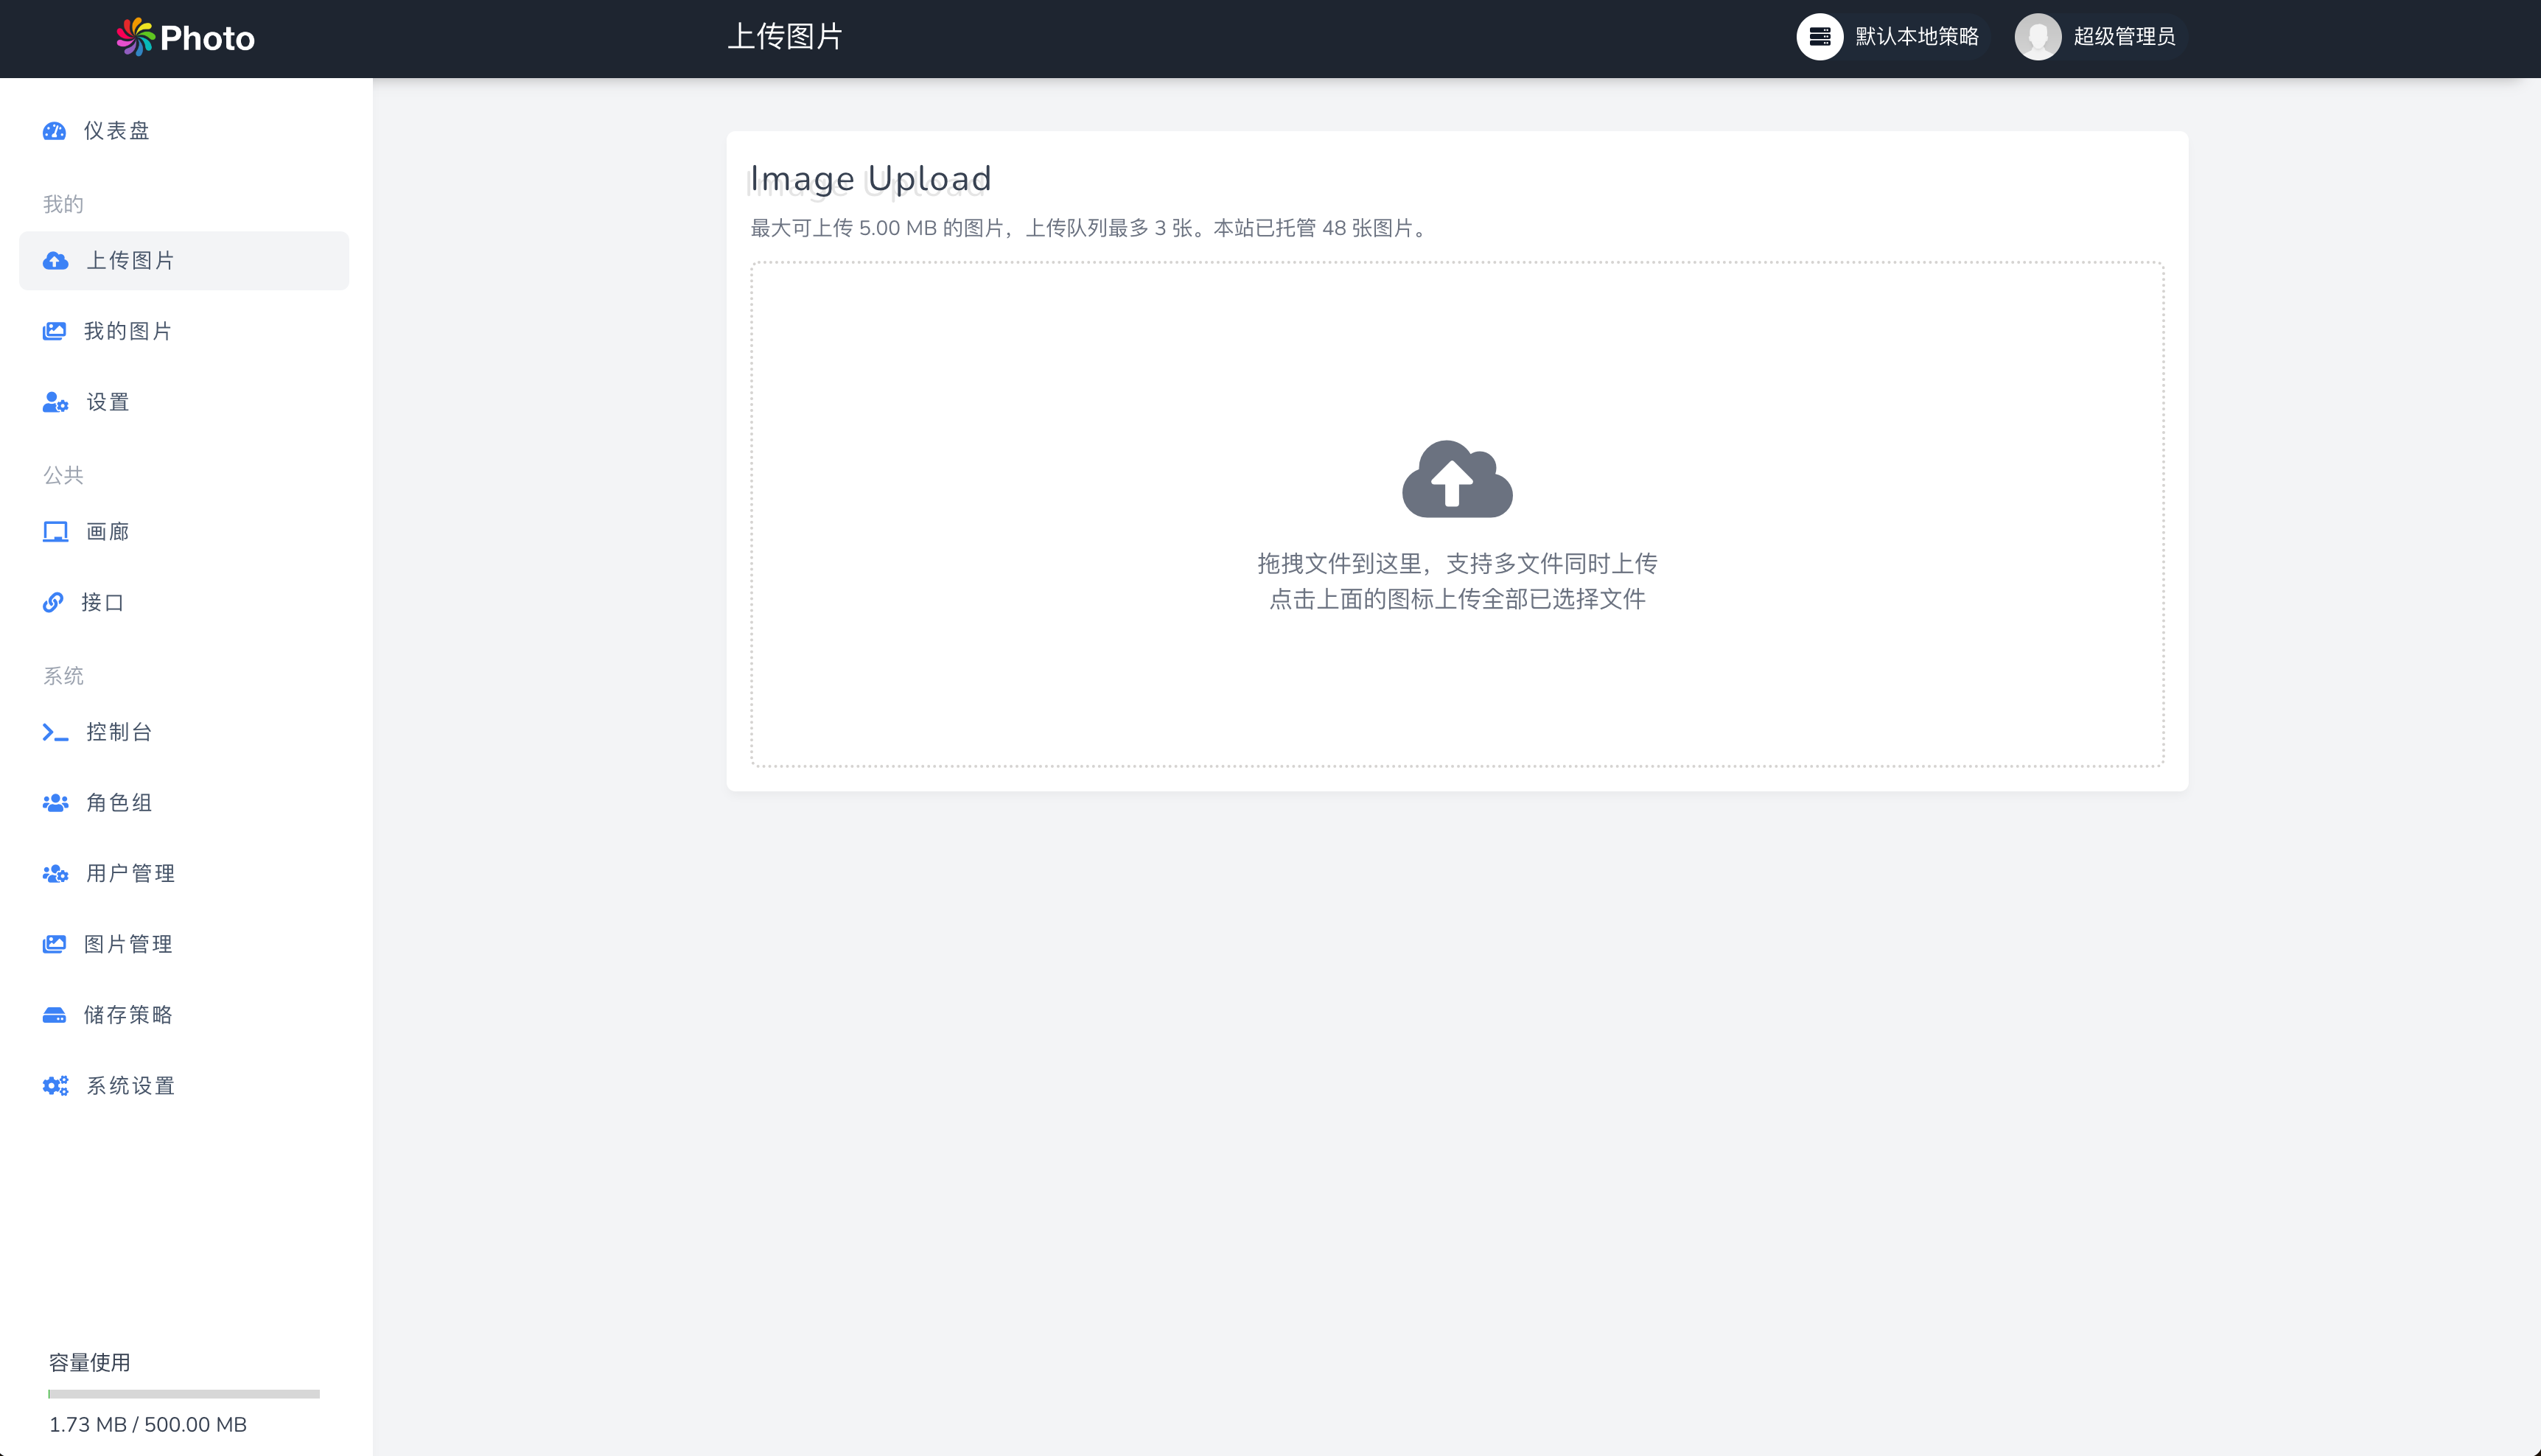 Photo
上传图片
默认本地策略
超级管理员
仪表盘
我的
上传图片
我的图片
设置
公共
画廊
接口
系统
控制台
角色组
用户管理
图片管理
储存策略
系统设置
容量使用
1.73 MB / 500.00 MB
Image Upload
最大可上传 5.00 MB 的图片，上传队列最多 3 张。本站已托管 48 张图片。
拖拽文件到这里，支持多文件同时上传
点击上面的图标上传全部已选择文件